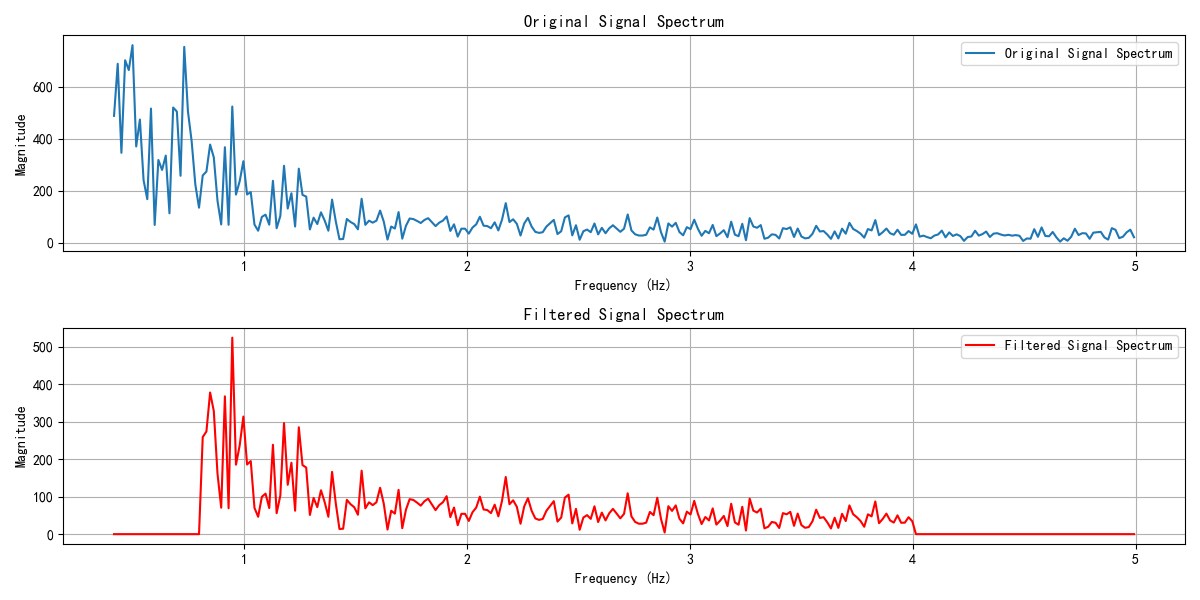 Original Signal Spectrum
Original Signal Spectrum
Magnitude
600
400
200
0
1 2 3 4 5
Frequency (Hz)
Filtered Signal Spectrum
Filtered Signal Spectrum
Magnitude
500
400
300
200
100
0
1 2 3 4 5
Frequency (Hz)